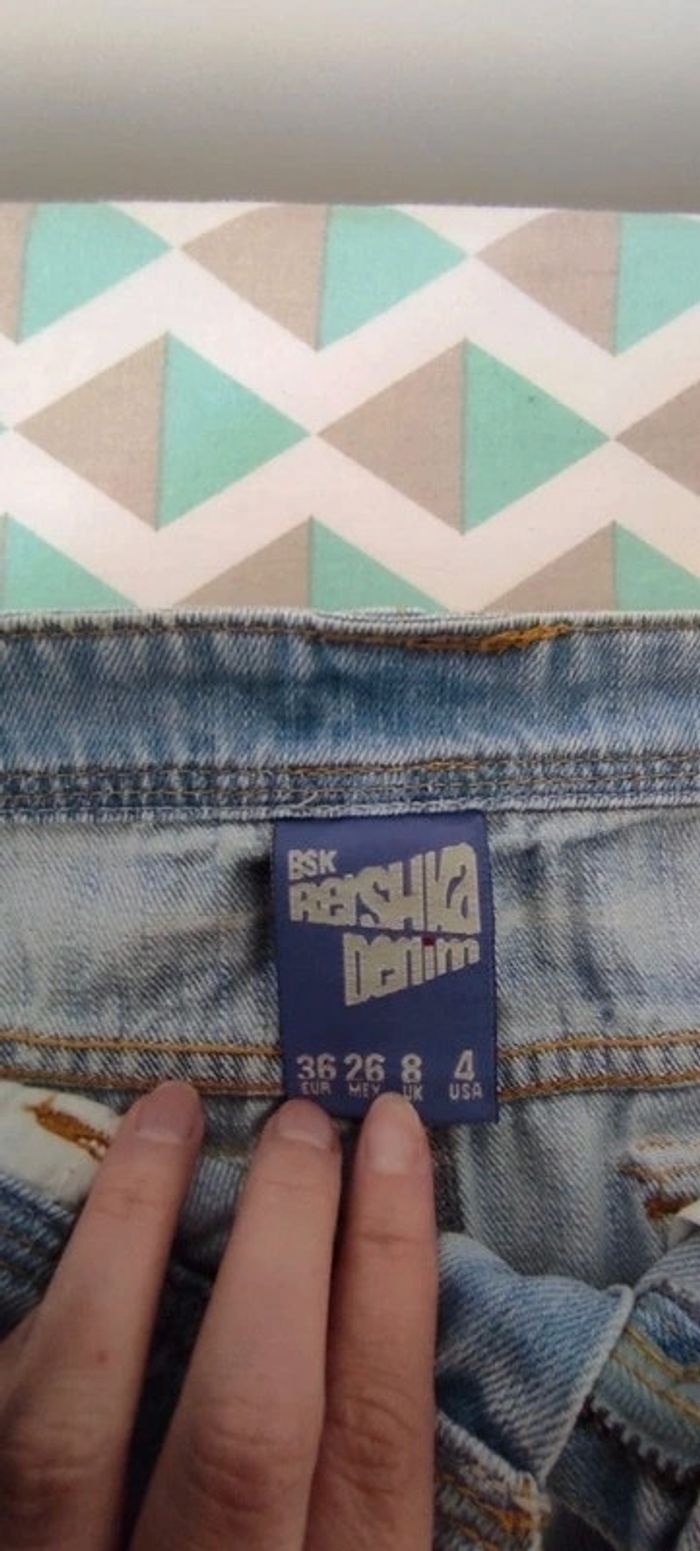 BSK
Bershka
Denim
36 26 8 4
EUR MEX UK USA